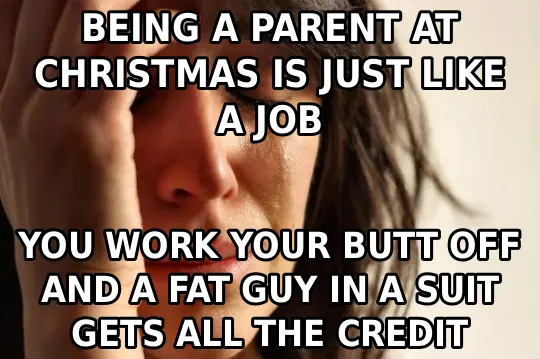 BEING A PARENT AT
CHRISTMAS IS JUST LIKE
A JOB
YOU WORK YOUR BUTT OFF
AND A FAT GUY IN A SUIT
GETS ALL THE CREDIT